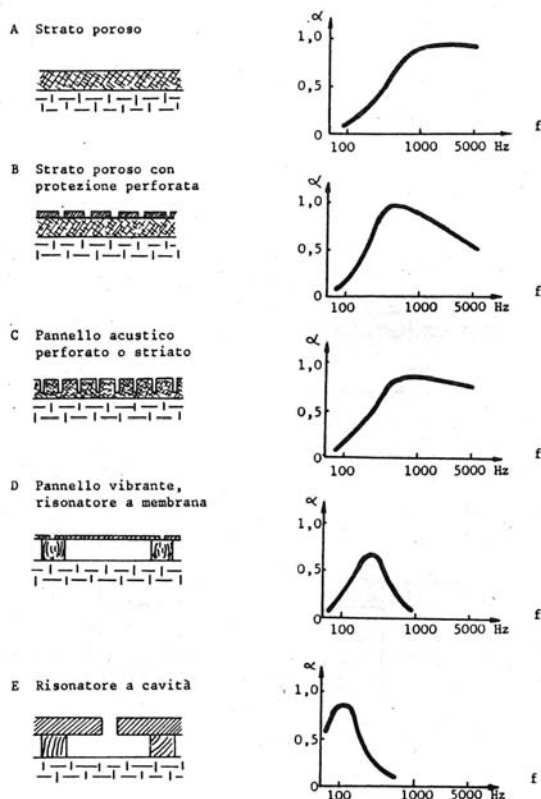 A Strato poroso
α
1,0
0,5
0
100 1000 5000 Hz
f
B Strato poroso con
protezione perforata
α
1,0
0,5
0
100 1000 5000 Hz
f
C Pannello acustico
perforato o striato
α
1,0
0,5
0
100 1000 5000 Hz
f
D Pannello vibrante,
risonatore a membrana
α
1,0
0,5
0
100 1000 5000 Hz
f
E Risonatore a cavità
α
1,0
0,5
0
100 1000 5000 Hz
f